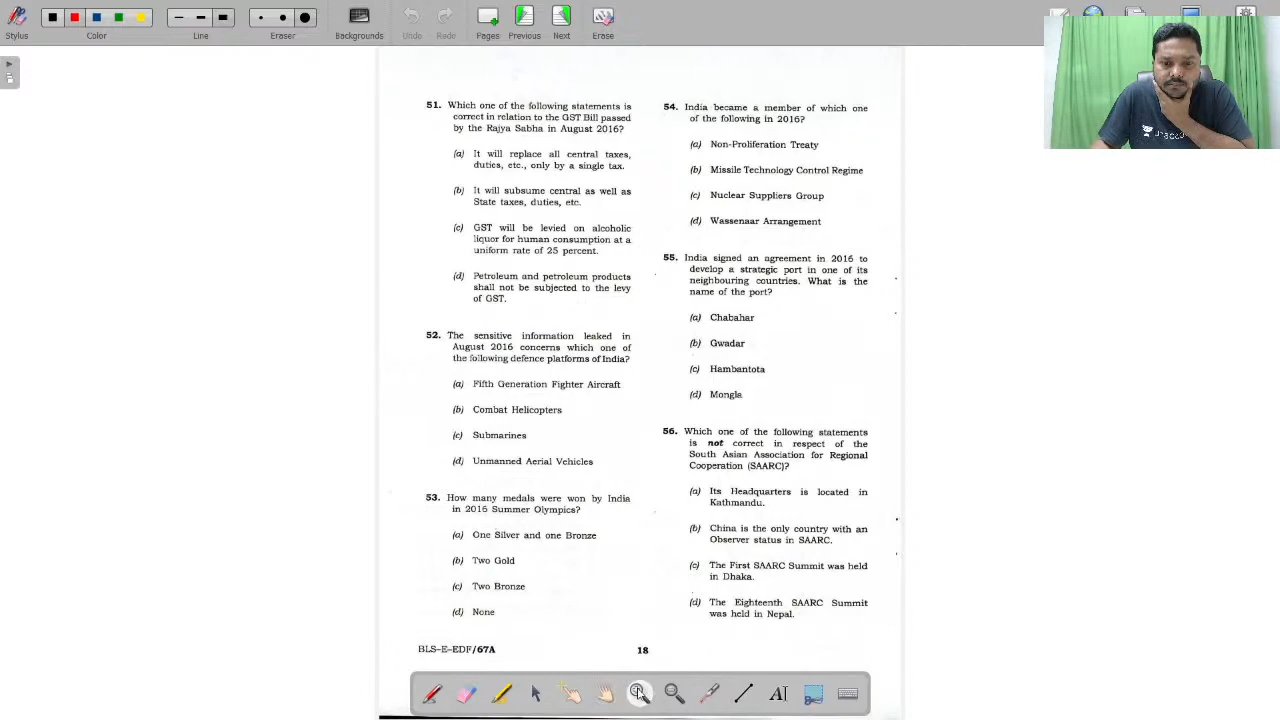 Stylus
Color
Line
Eraser
Backgrounds
Undo
Redo
Pages
Previous
Next
Erase
51. Which one of the following statements is
correct in relation to the GST Bill passed
by the Rajya Sabha in August 2016?
(a) It will replace all central taxes,
duties, etc., only by a single tax.
(b) It will subsume central as well as
State taxes, duties, etc.
(c) GST will be levied on alcoholic
liquor for human consumption at a
uniform rate of 25 percent.
(d) Petroleum and petroleum products
shall not be subjected to the levy
of GST.
52. The sensitive information leaked in
August 2016 concerns which one of
the following defence platforms of India?
(a) Fifth Generation Fighter Aircraft
(b) Combat Helicopters
(c) Submarines
(d) Unmanned Aerial Vehicles
53. How many medals were won by India
in 2016 Summer Olympics?
(a) One Silver and one Bronze
(b) Two Gold
(c) Two Bronze
(d) None
54. India became a member of which one
of the following in 2016?
(a) Non-Proliferation Treaty
(b) Missile Technology Control Regime
(c) Nuclear Suppliers Group
(d) Wassenaar Arrangement
55. India signed an agreement in 2016 to
develop a strategic port in one of its
neighbouring countries. What is the
name of the port?
(a) Chabahar
(b) Gwadar
(c) Hambantota
(d) Mongla
56. Which one of the following statements
is not correct in respect of the
South Asian Association for Regional
Cooperation (SAARC)?
(a) Its Headquarters is located in
Kathmandu.
(b) China is the only country with an
Observer status in SAARC.
(c) The First SAARC Summit was held
in Dhaka.
(d) The Eighteenth SAARC Summit
was held in Nepal.
BLS-E-EDF/67A
18